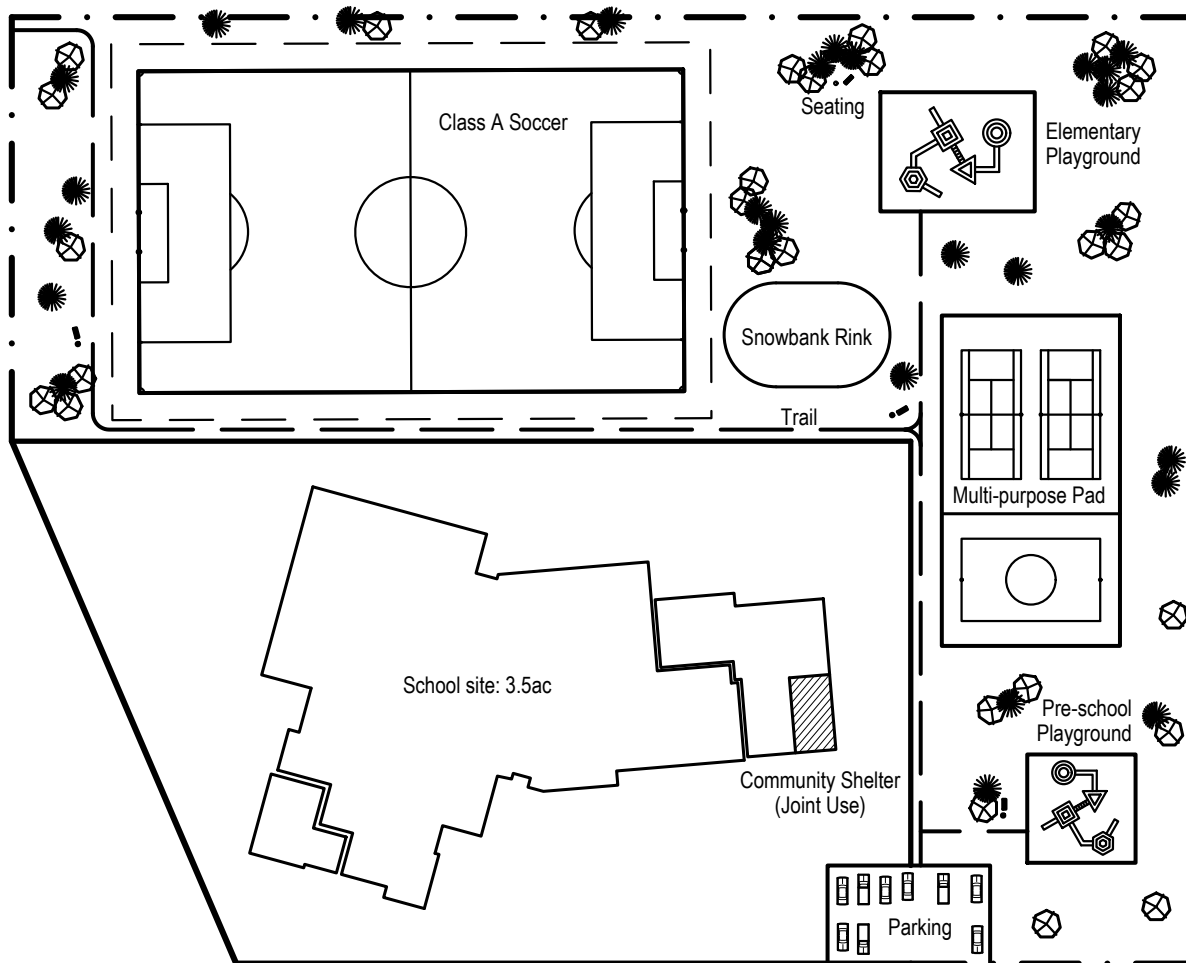 Class A Soccer
Seating
Elementary
Playground
Snowbank Rink
Trail
Multi-purpose Pad
School site: 3.5ac
Pre-school
Playground
Community Shelter
(Joint Use)
Parking